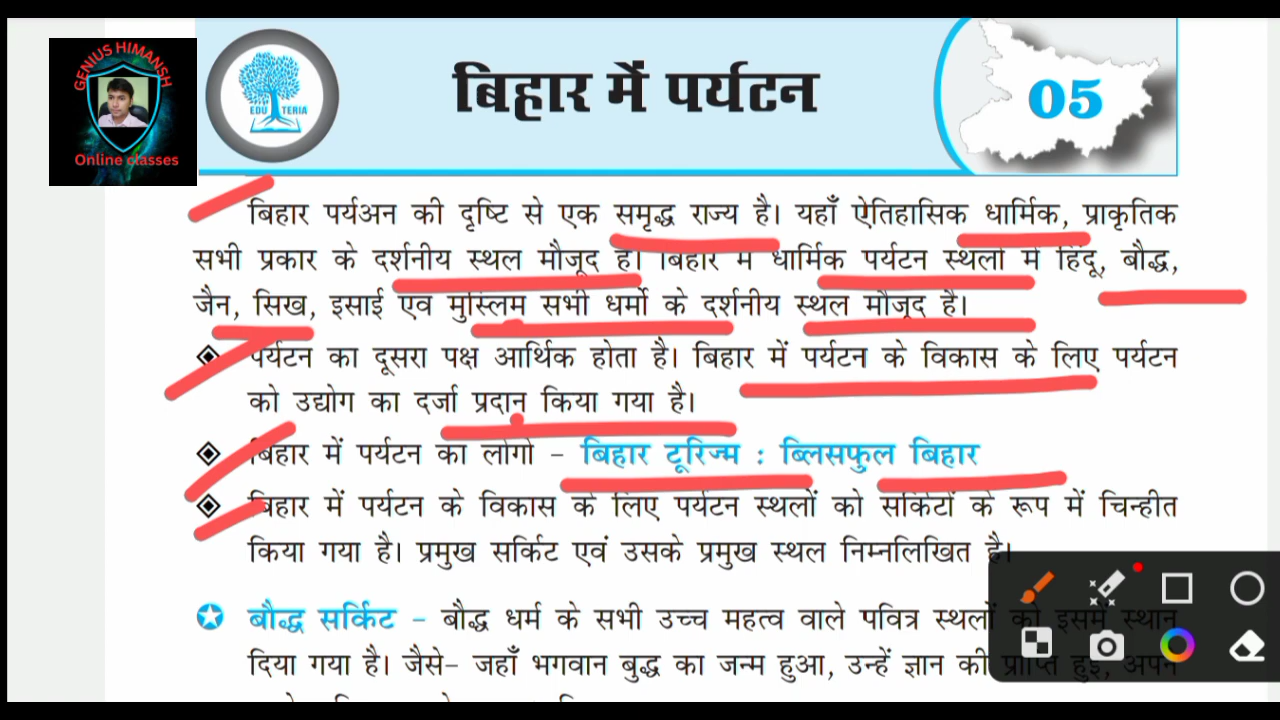 GENIUS HIMANSH
Online classes
EDU TERIA
बिहार में पर्यटन
05
बिहार पर्यअन की दृष्टि से एक समृद्ध राज्य है। यहाँ ऐतिहासिक धार्मिक, प्राकृतिक
सभी प्रकार के दर्शनीय स्थल मौजूद है। बिहार में धार्मिक पर्यटन स्थलों में हिंदू, बौद्ध,
जैन, सिख, इसाई एवं मुस्लिम सभी धर्मो के दर्शनीय स्थल मौजूद है।
पर्यटन का दूसरा पक्ष आर्थिक होता है। बिहार में पर्यटन के विकास के लिए पर्यटन
को उद्योग का दर्जा प्रदान किया गया है।
बिहार में पर्यटन का लोगो – बिहार टूरिज्म : ब्लिसफुल बिहार
बिहार में पर्यटन के विकास के लिए पर्यटन स्थलों को सर्किटों के रूप में चिन्हीत
किया गया है। प्रमुख सर्किट एवं उसके प्रमुख स्थल निम्नलिखित है।
बौद्ध सर्किट – बौद्ध धर्म के सभी उच्च महत्व वाले पवित्र स्थलों को इसमें स्थान
दिया गया है। जैसे– जहाँ भगवान बुद्ध का जन्म हुआ, उन्हें ज्ञान की प्राप्ति हुई, अपने